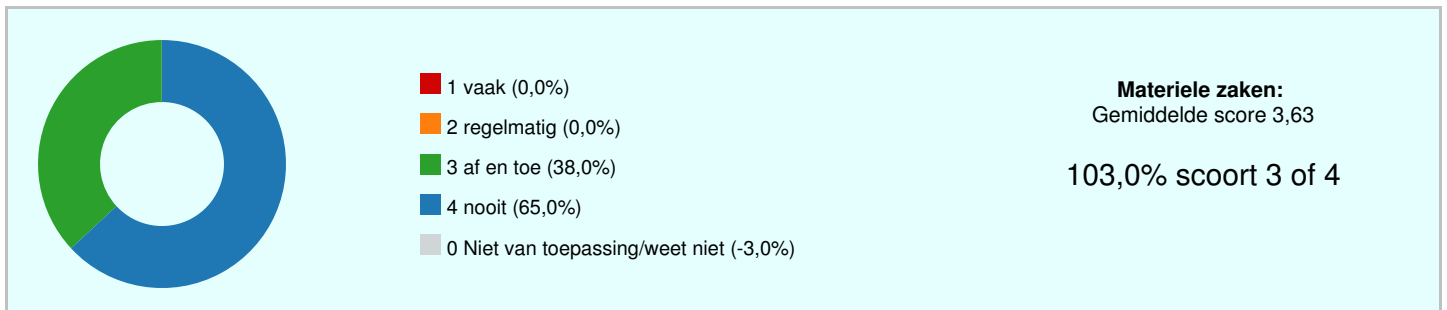 1 vaak (0,0%)
2 regelmatig (0,0%)
3 af en toe (38,0%)
4 nooit (65,0%)
0 Niet van toepassing/weet niet (-3,0%)
Materiele zaken:
Gemiddelde score 3,63
103,0% scoort 3 of 4